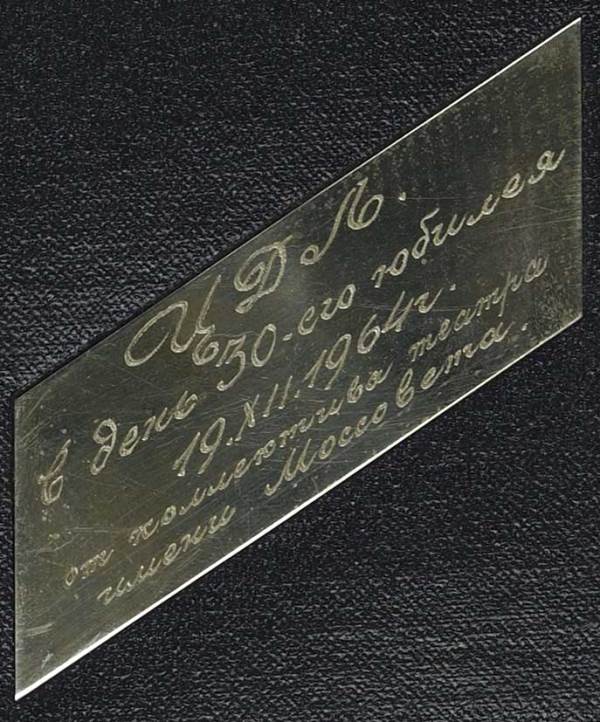 Ц Д Л.
В день 30-его юбилея
19.XII.1964г.
от коллектива театра
имени Моссовета.